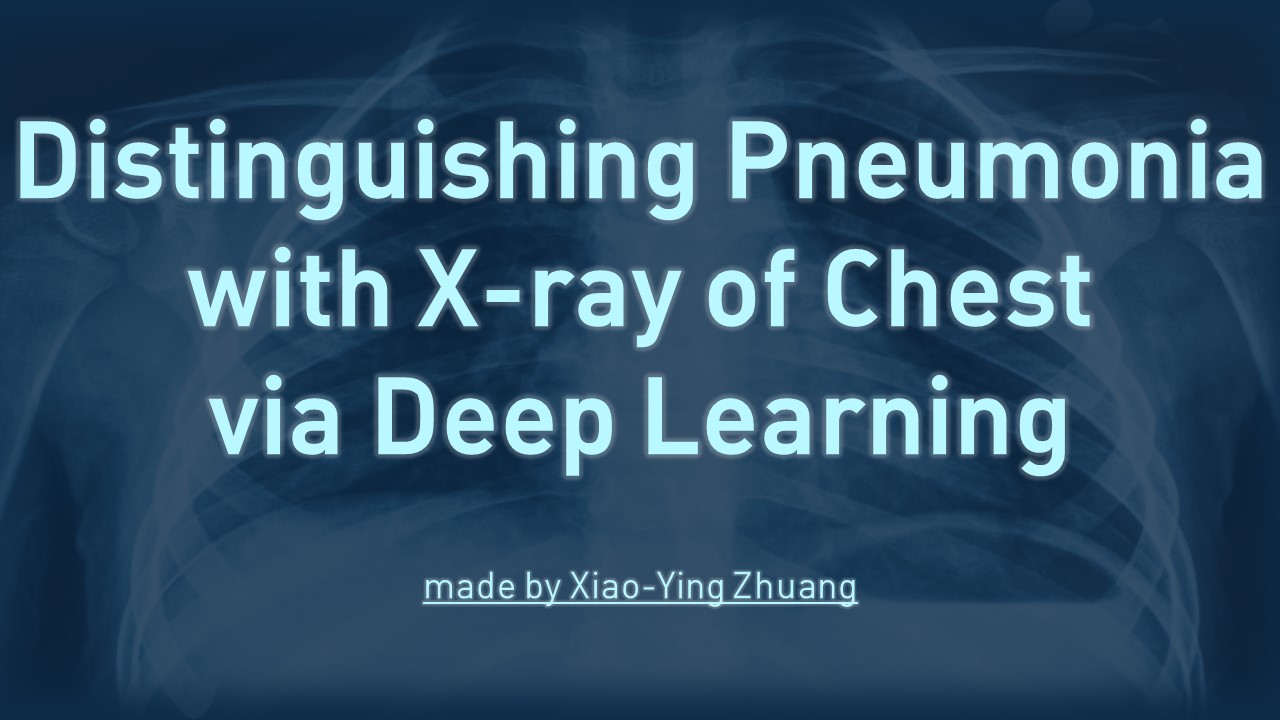 Distinguishing Pneumonia
with X-ray of Chest
via Deep Learning
made by Xiao-Ying Zhuang